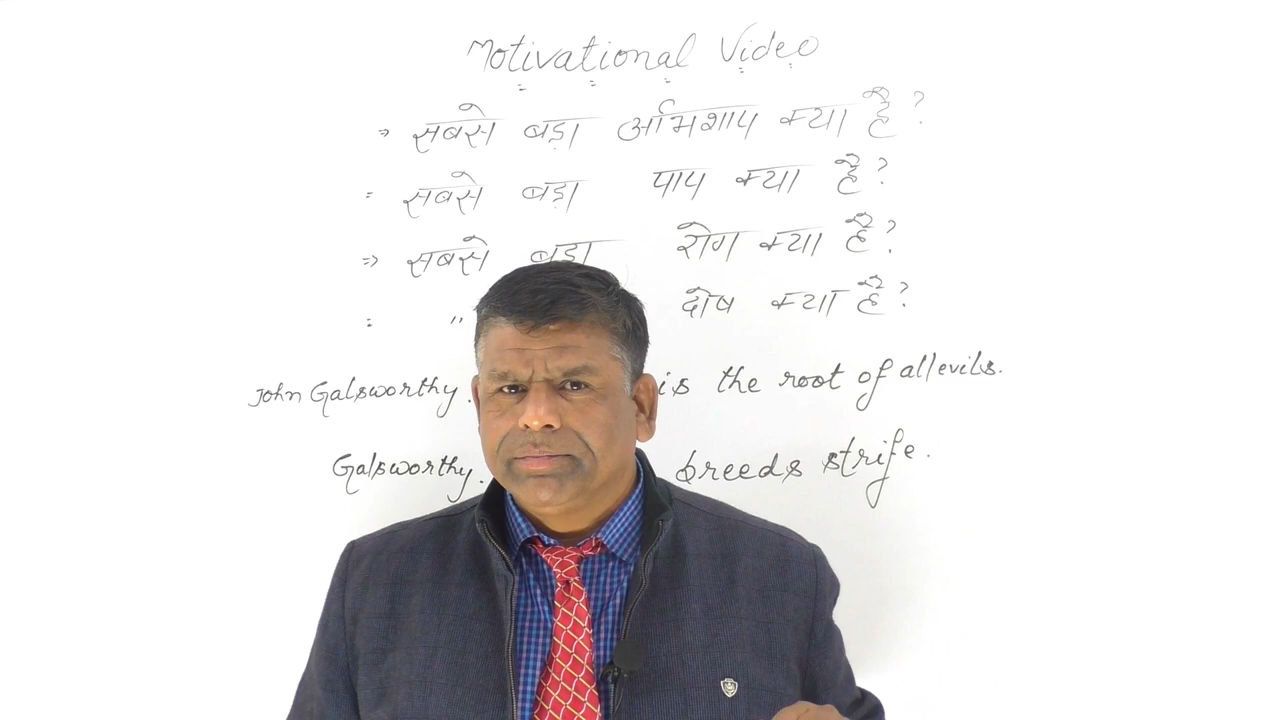 Motivational Video
⇒ सबसे बड़ा अभिशाप क्या है ?
= सबसे बड़ा पाप क्या है ?
⇒ सबसे बड़ा रोग क्या है ?
= " दोष क्या है ?
John Galsworthy. is the root of all evils.
Galsworthy. breeds strife.